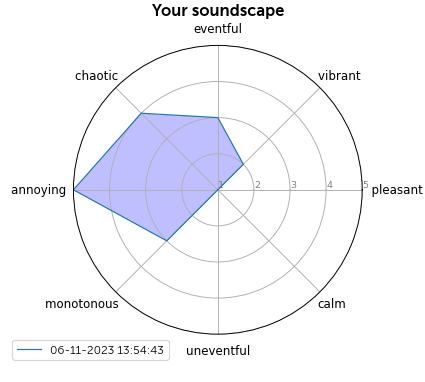 Your soundscape
eventful
chaotic
vibrant
annoying
1
2
3
4
5
pleasant
monotonous
calm
uneventful
06-11-2023 13:54:43